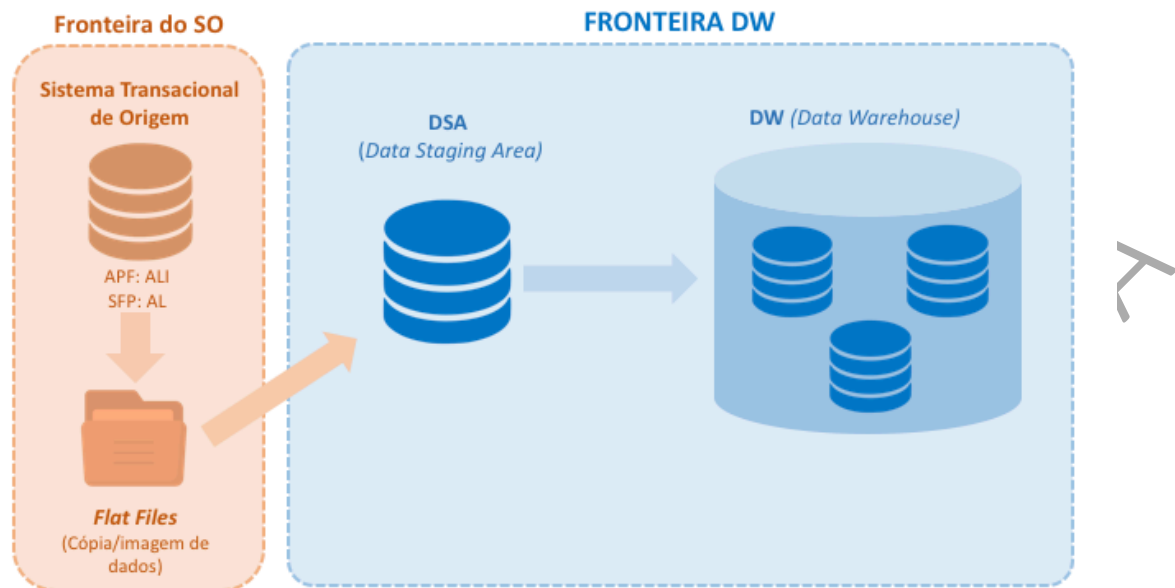 Fronteira do SO
FRONTEIRA DW
Sistema Transacional
de Origem
APF: ALI
SFP: AL
Flat Files
(Cópia/imagem de
dados)
DSA
(Data Staging Area)
DW (Data Warehouse)